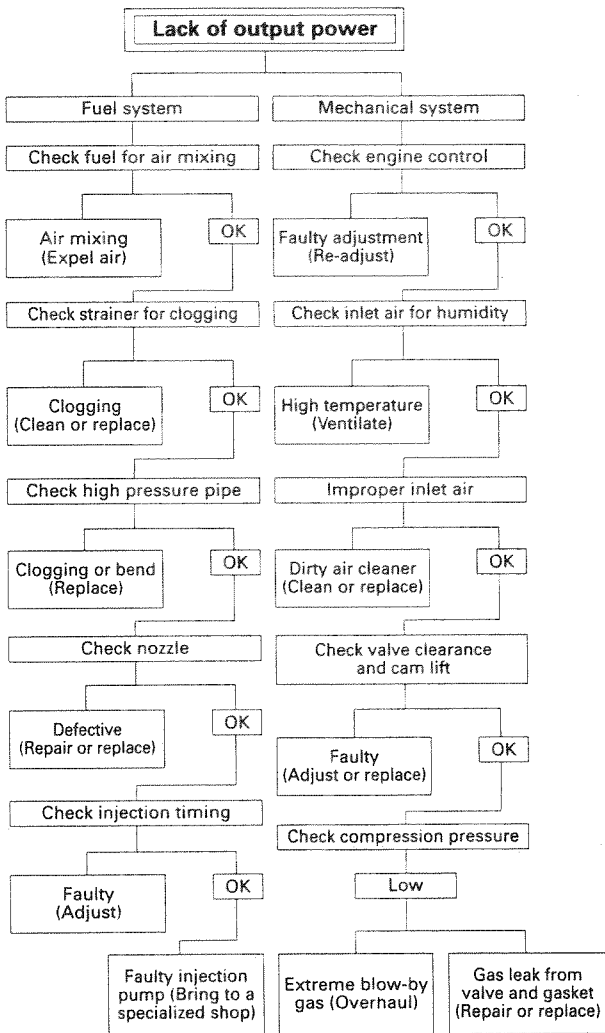 Lack of output power
Fuel system
Check fuel for air mixing
Air mixing
(Expel air)
OK
Check strainer for clogging
Clogging
(Clean or replace)
OK
Check high pressure pipe
Clogging or bend
(Replace)
OK
Check nozzle
Defective
(Repair or replace)
OK
Check injection timing
Faulty
(Adjust)
OK
Faulty injection
pump (Bring to a
specialized shop)
Mechanical system
Check engine control
Faulty adjustment
(Re-adjust)
OK
Check inlet air for humidity
High temperature
(Ventilate)
OK
Improper inlet air
Dirty air cleaner
(Clean or replace)
OK
Check valve clearance
and cam lift
Faulty
(Adjust or replace)
OK
Check compression pressure
Low
Extreme blow-by
gas (Overhaul)
Gas leak from
valve and gasket
(Repair or replace)